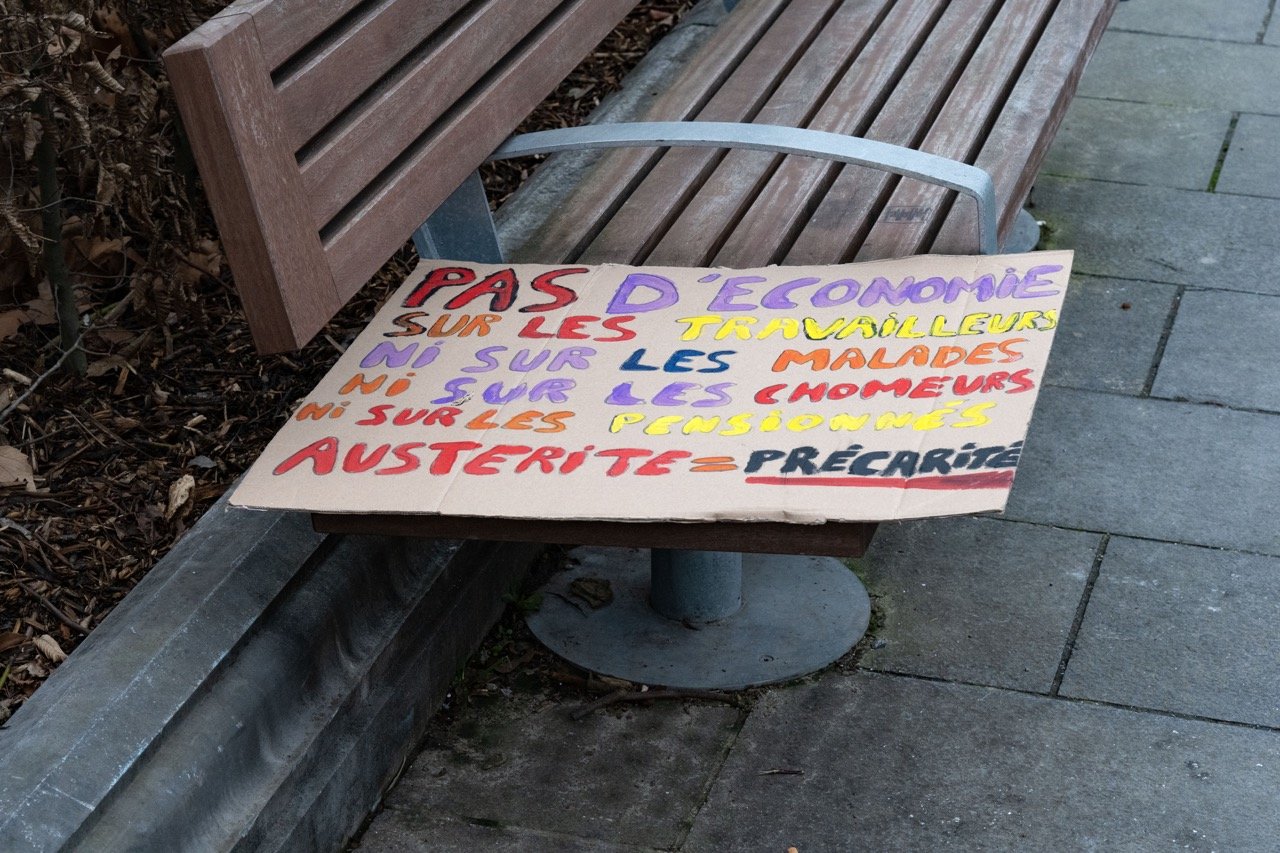 PAS D'ECONOMiE
SUR LES TRAVAiLLEURS
Ni SUR LES MALADES
Ni SUR LES CHOMEURS
Ni SUR LES PENSiONNÉS
AUSTERiTE = PRÉCARiTÉ